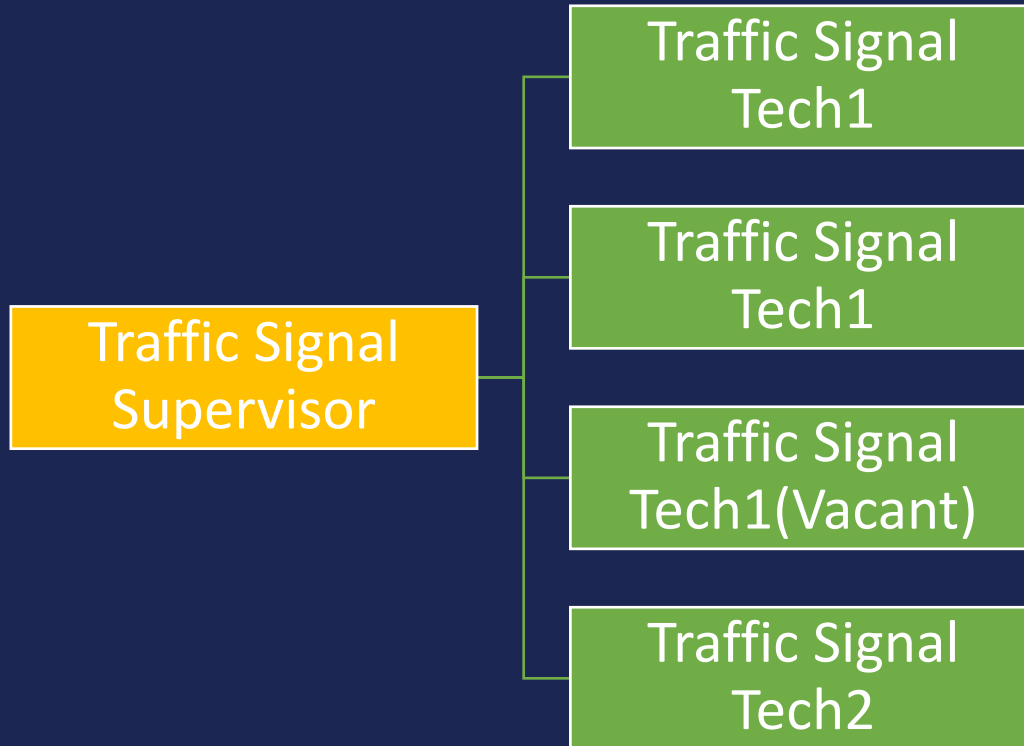 Traffic Signal
Tech1
Traffic Signal
Tech1
Traffic Signal
Supervisor
Traffic Signal
Tech1(Vacant)
Traffic Signal
Tech2